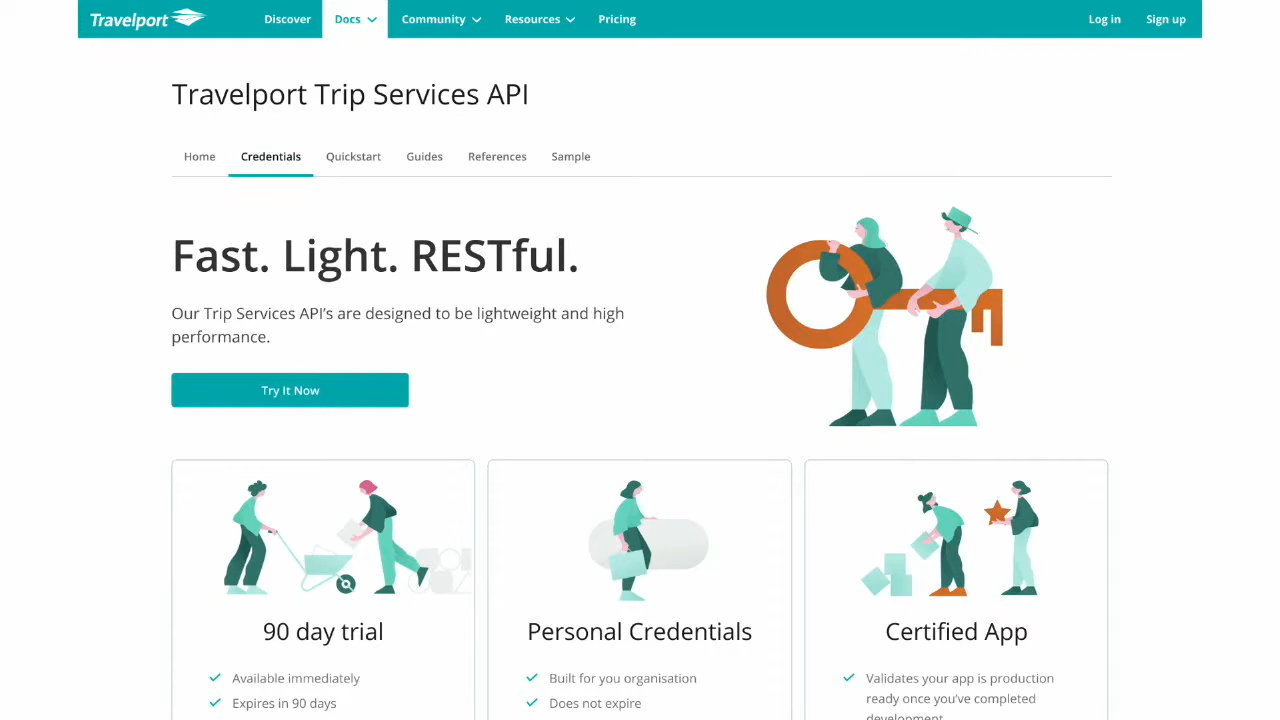 Travelport
Discover
Docs
Community
Resources
Pricing
Log in
Sign up
Travelport Trip Services API
Home
Credentials
Quickstart
Guides
References
Sample
Fast. Light. RESTful.
Our Trip Services API’s are designed to be lightweight and high
performance.
Try It Now
90 day trial
Available immediately
Expires in 90 days
Personal Credentials
Built for you organisation
Does not expire
Certified App
Validates your app is production
ready once you’ve completed
development